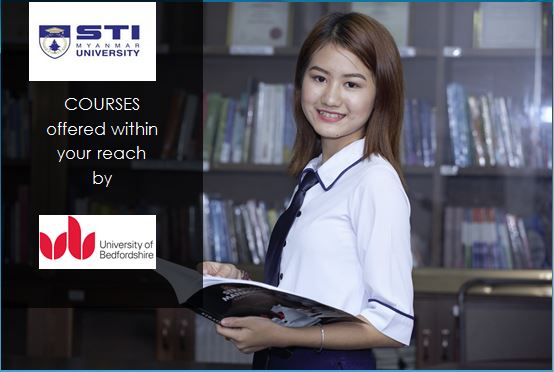 STI
MYANMAR
UNIVERSITY
COURSES
offered within
your reach
by
University of
Bedfordshire